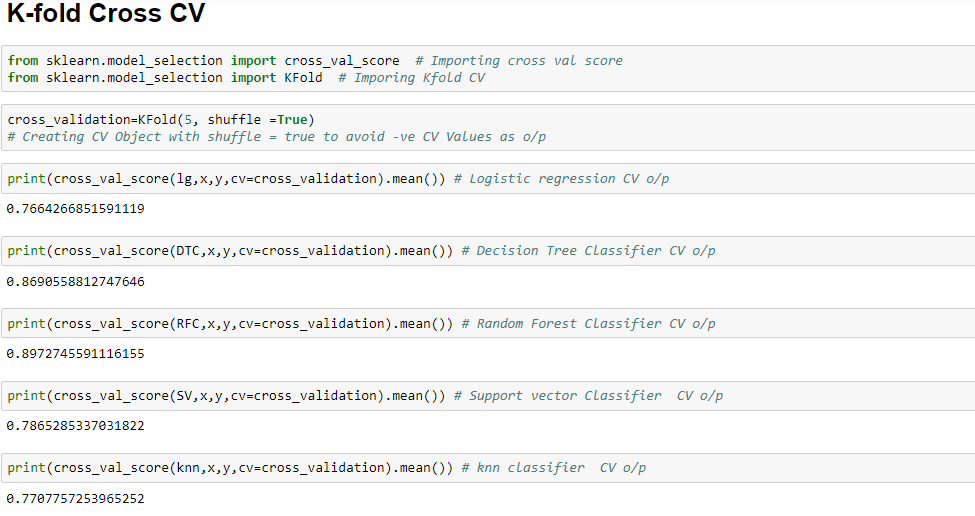 K-fold Cross CV
from sklearn.model_selection import cross_val_score  # Importing cross val score
from sklearn.model_selection import KFold  # Imporing Kfold CV
cross_validation=KFold(5, shuffle =True)
# Creating CV Object with shuffle = true to avoid -ve CV Values as o/p
print(cross_val_score(lg,x,y,cv=cross_validation).mean()) # Logistic regression CV o/p
0.7664266851591119
print(cross_val_score(DTC,x,y,cv=cross_validation).mean()) # Decision Tree Classifier CV o/p
0.8690558812747646
print(cross_val_score(RFC,x,y,cv=cross_validation).mean()) # Random Forest Classifier CV o/p
0.8972745591116155
print(cross_val_score(SV,x,y,cv=cross_validation).mean()) # Support vector Classifier  CV o/p
0.7865285337031822
print(cross_val_score(knn,x,y,cv=cross_validation).mean()) # knn classifier  CV o/p
0.7707757253965252